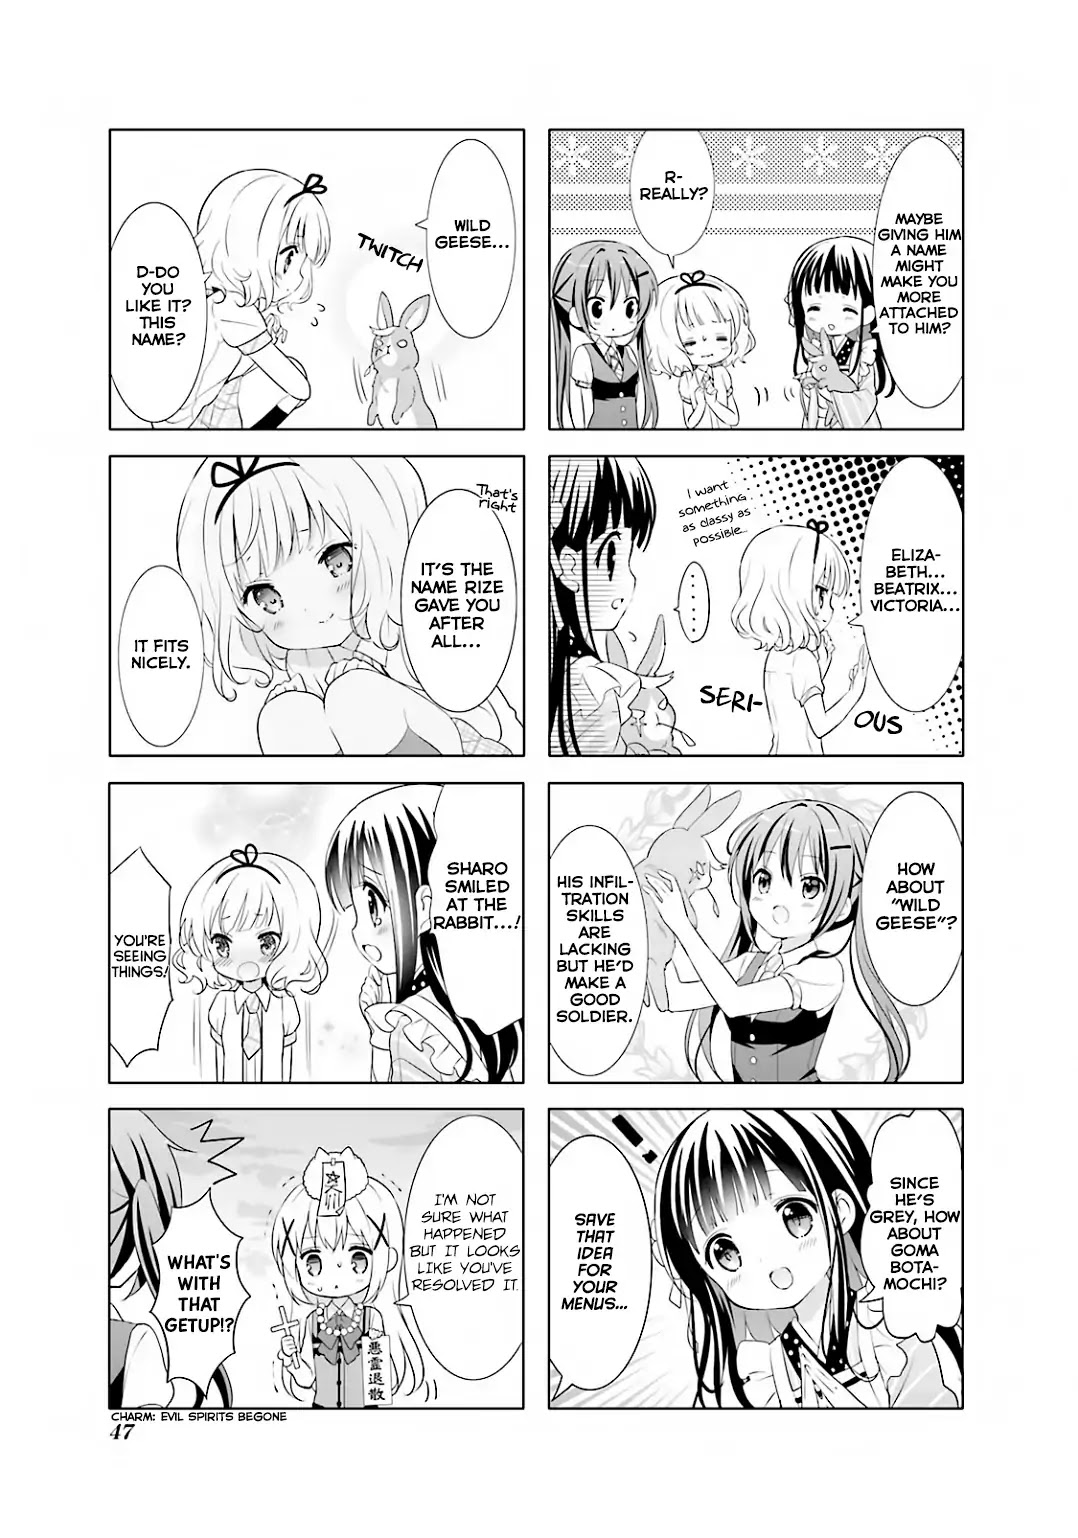 MAYBE
GIVING HIM
A NAME
MIGHT
MAKE YOU
MORE
ATTACHED
TO HIM?
R-
REALLY?
ELIZA-
BETH...
BEATRIX...
VICTORIA...
I want
something
as classy as
possible...
SERI-
OUS
HOW
ABOUT
"WILD
GEESE"?
HIS INFIL-
TRATION
SKILLS
ARE
LACKING
BUT HE'D
MAKE A
GOOD
SOLDIER.
SINCE
HE'S
GREY, HOW
ABOUT
GOMA
BOTA-
MOCHI?
SAVE
THAT
IDEA
FOR
YOUR
MENUS...
WILD
GEESE...
TWITCH
D-DO
YOU
LIKE IT?
THIS
NAME?
That's
right
IT'S THE
NAME RIZE
GAVE YOU
AFTER
ALL...
IT FITS
NICELY.
SHARO
SMILED
AT THE
RABBIT...!
YOU'RE
SEEING
THINGS!
I'M NOT
SURE WHAT
HAPPENED
BUT IT LOOKS
LIKE YOU'VE
RESOLVED IT.
悪霊退散
WHAT'S
WITH
THAT
GETUP!?
CHARM: EVIL SPIRITS BEGONE
47